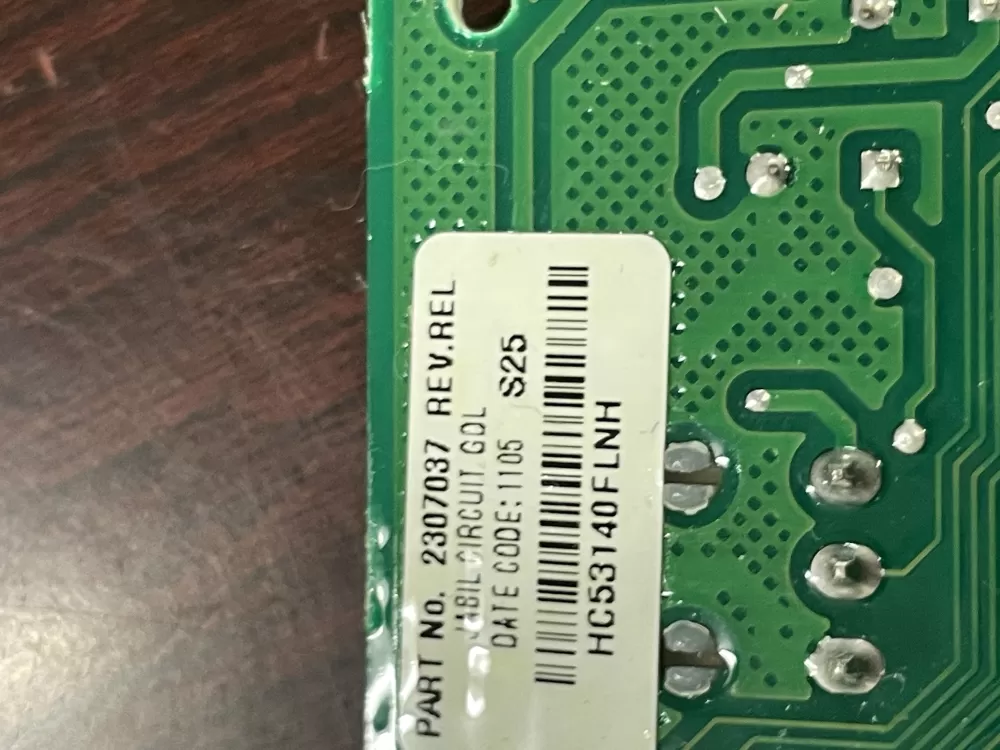 PART No. 2307037 REV.REL
JABIL CIRCUIT GDL
DATE CODE: 1105 S25
HC53140FLNH